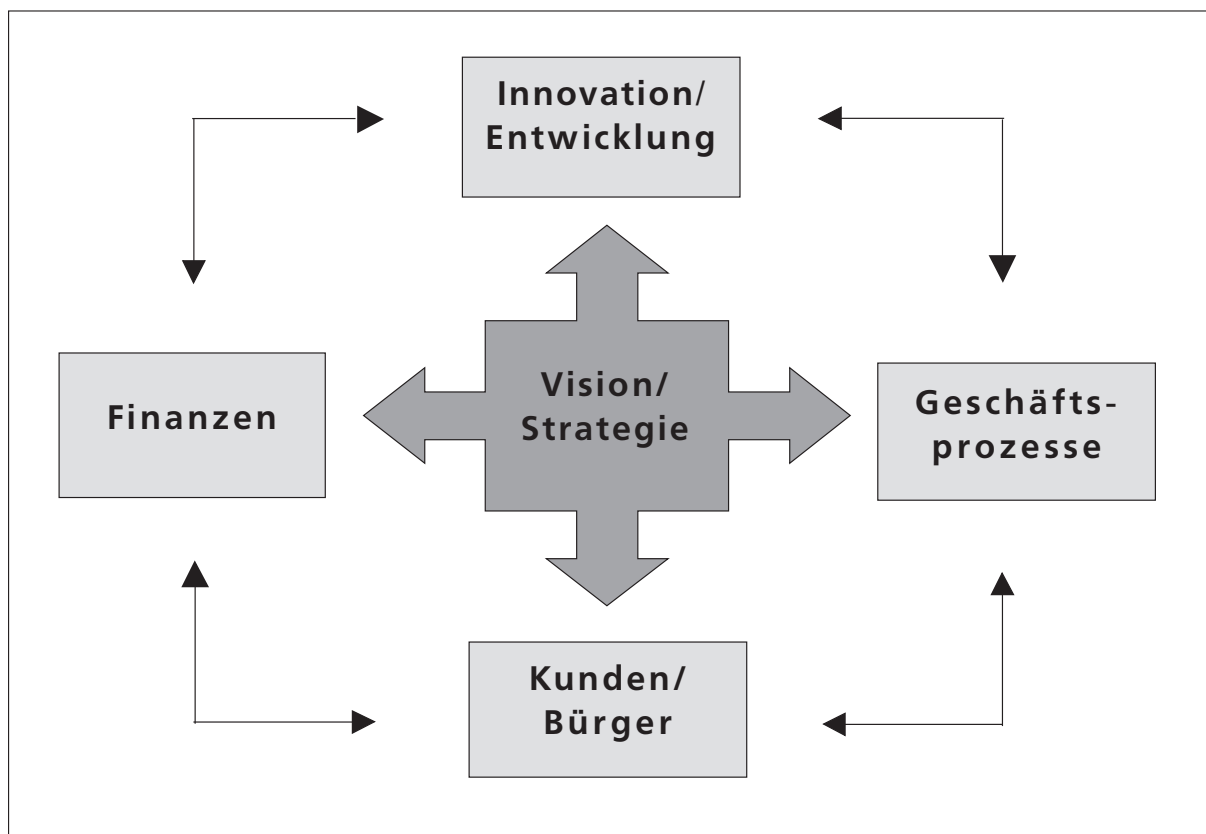 Innovation/
Entwicklung
Finanzen
Vision/
Strategie
Geschäfts-
prozesse
Kunden/
Bürger